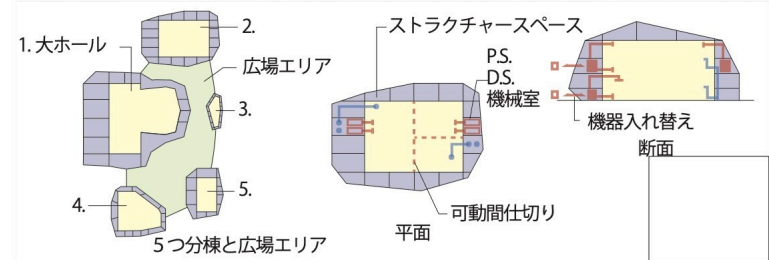 1. 大ホール
2.
広場エリア
3.
4.
5.
5つ分棟と広場エリア
ストラクチャースペース
P.S.
D.S.
機械室
可動間仕切り
平面
機器入れ替え
断面